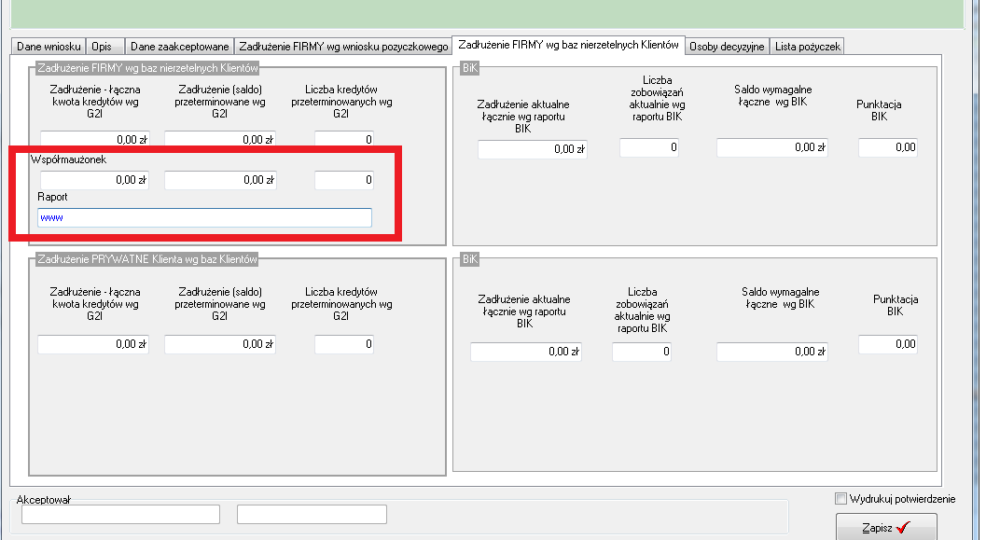 Dane wniosku Opis Dane zaakceptowane Zadłużenie FIRMY wg wniosku pozyczkowego Zadłużenie FIRMY wg baz nierzetelnych Klientów Osoby decyzyjne Lista pożyczek
Zadłużenie FIRMY wg baz nierzetelnych Klientów
Zadłużenie - łączna
kwota kredytów wg
G2I
Zadłużenie (saldo)
przeterminowane wg
G2I
Liczba kredytów
przeterminowanych wg
G2I
0,00 zł 0,00 zł 0
Współmaużonek
0,00 zł 0,00 zł 0
Raport
www
BiK
Zadłużenie aktualne
łącznie wg raportu
BIK
Liczba
zobowiązań
aktualnie wg
raportu BIK
Saldo wymagalne
łączne wg BIK
Punktacja
BIK
0,00 zł 0 0,00 zł 0,00
Zadłużenie PRYWATNE Klienta wg baz Klientów
Zadłużenie - łączna
kwota kredytów wg
G2I
Zadłużenie (saldo)
przeterminowane wg
G2I
Liczba kredytów
przeterminowanych wg
G2I
0,00 zł 0,00 zł 0
BiK
Zadłużenie aktualne
łącznie wg raportu
BIK
Liczba
zobowiązań
aktualnie wg
raportu BIK
Saldo wymagalne
łączne wg BIK
Punktacja
BIK
0,00 zł 0 0,00 zł 0,00
Akceptował
Wydrukuj potwierdzenie
Zapisz